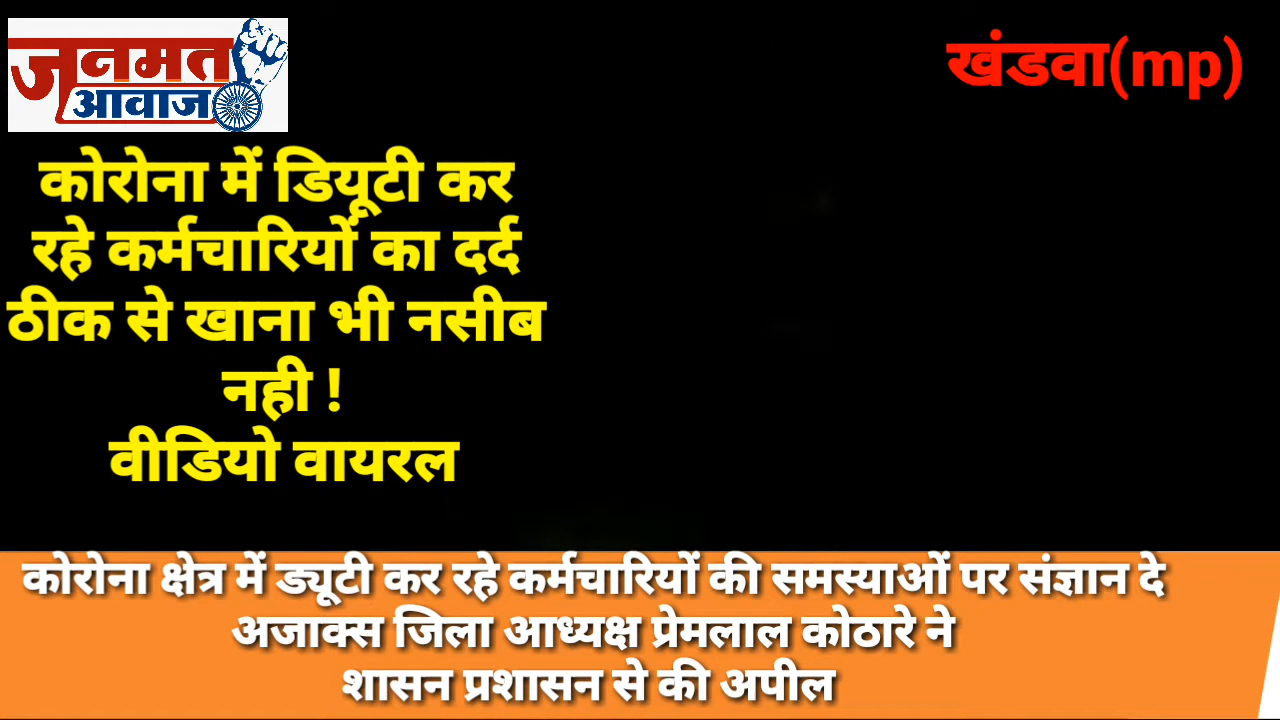 जनमत
आवाज
खंडवा(mp)
कोरोना में डियूटी कर
रहे कर्मचारियों का दर्द
ठीक से खाना भी नसीब
नही !
वीडियो वायरल
कोरोना क्षेत्र में ड्यूटी कर रहे कर्मचारियों की समस्याओं पर संज्ञान दे
अजाक्स जिला आध्यक्ष प्रेमलाल कोठारे ने
शासन प्रशासन से की अपील